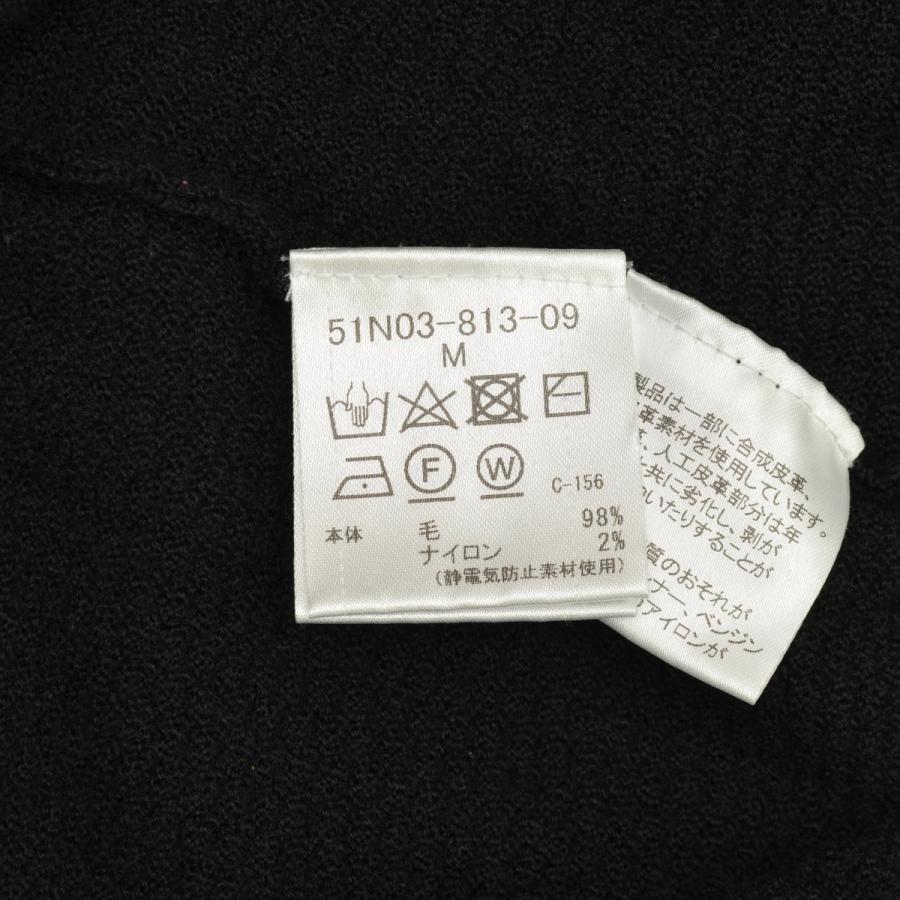 51N03-813-09
M
F W C-156
本体 毛 98%
ナイロン 2%
(静電気防止素材使用)
製品は一部に合成皮革、
革素材を使用しています。
人工皮革部分は年
共に劣化し、剥が
いたりすることが
質のおそれが
ナー、ベンジン
アイロンが